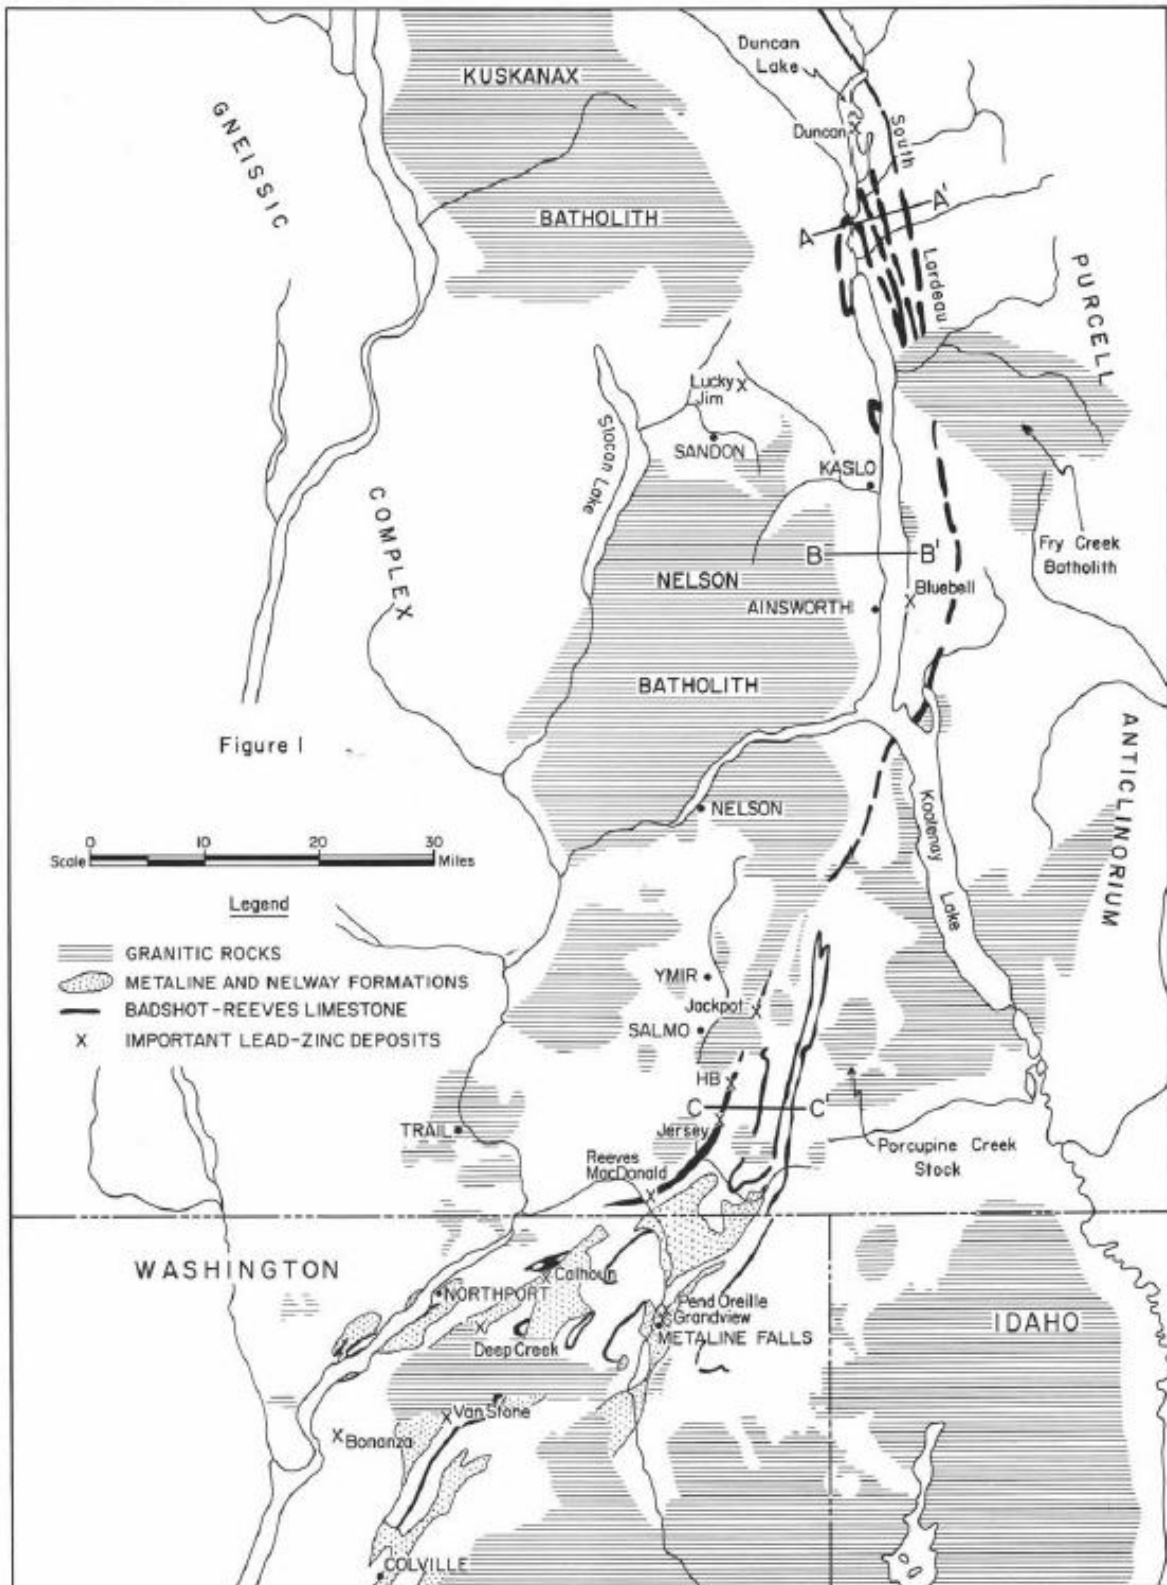 KUSKANAX
Duncan
Lake
GNEISSIC
Duncan
South
BATHOLITH
A
A'
Lardeau
PURCELL
Lucky
Jim
X
Slocan Lake
SANDON
KASLO
COMPLEX
B
B'
Fry Creek
Batholith
NELSON
Bluebell
AINSWORTH
BATHOLITH
ANTICLINORIUM
Figure 1
NELSON
Kootenay
Lake
0 10 20 30
Scale Miles
Legend
GRANITIC ROCKS
METALINE AND NELWAY FORMATIONS
BADSHOT-REEVES LIMESTONE
X IMPORTANT LEAD-ZINC DEPOSITS
YMIR
Jackpot
SALMO
HB
C
C'
TRAIL
Jersey
Porcupine Creek
Stock
Reeves
MacDonald
WASHINGTON
Calhoun
NORTHPORT
Pend Oreille
Grandview
METALINE FALLS
IDAHO
Deep Creek
Van Stone
Bonanza
COLVILLE